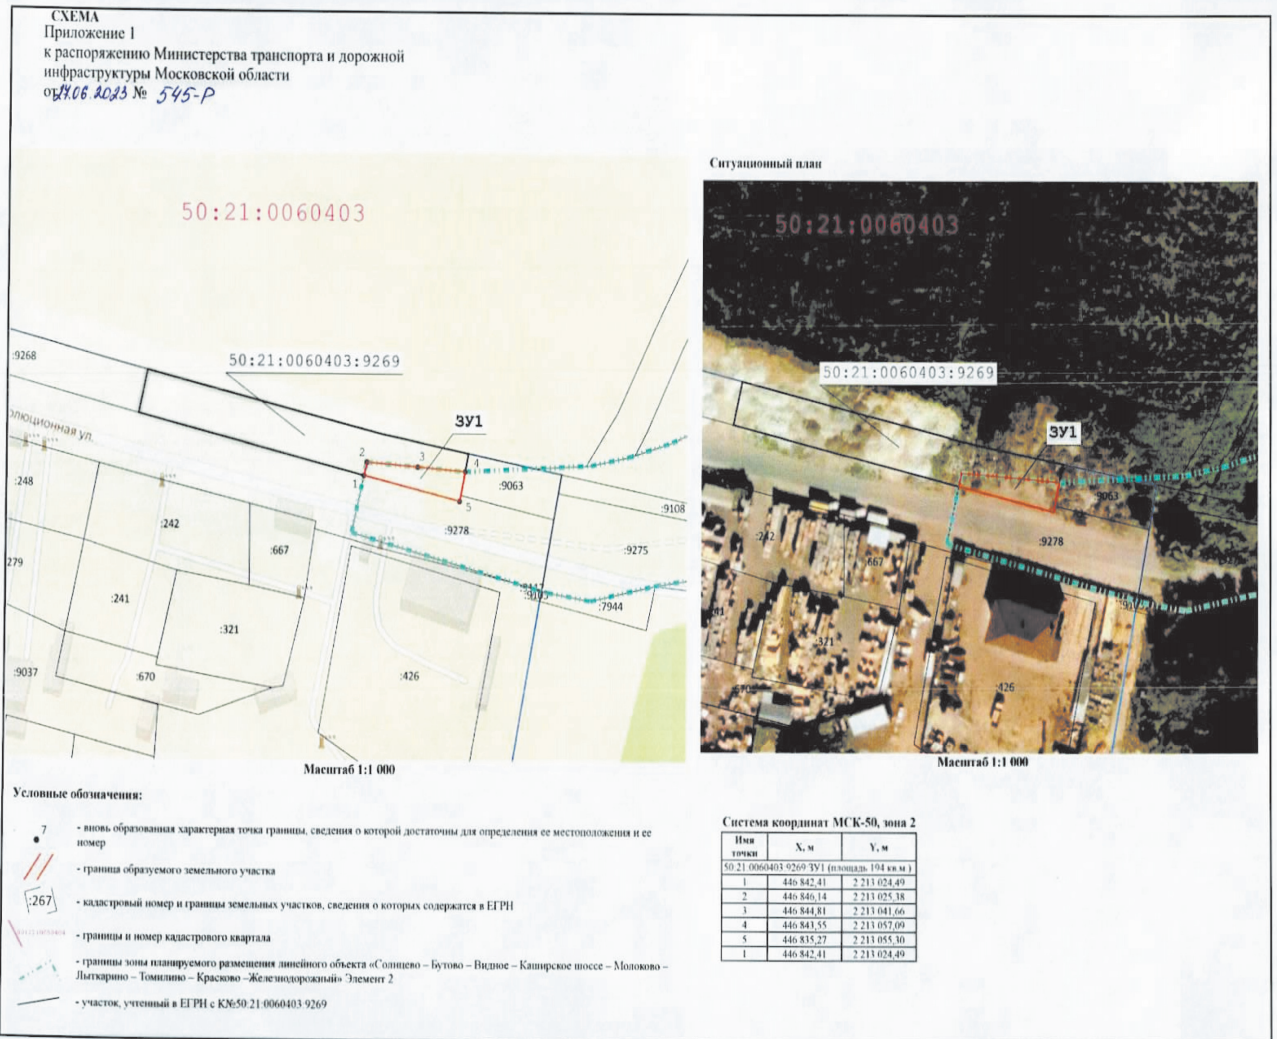 СХЕМА
Приложение 1
к распоряжению Министерства транспорта и дорожной
инфраструктуры Московской области
от 27.06.2023 № 545-Р
50:21:0060403
:9268
50:21:0060403:9269
ЗУ1
2
3
4
1
5
:9063
:248
:242
:9278
:9108
:667
:9275
279
:241
:7944
:321
:9037
:670
:426
Масштаб 1:1 000
Ситуационный план
50:21:0060403
50:21:0060403:9269
ЗУ1
:9063
:242
:9278
:667
:321
:426
Масштаб 1:1 000
Условные обозначения:
7
- вновь образованная характерная точка границы, сведения о которой достаточны для определения ее местоположения и ее
номер
- граница образуемого земельного участка
:267
- кадастровый номер и границы земельных участков, сведения о которых содержатся в ЕГРН
- границы и номер кадастрового квартала
- границы зоны планируемого размещения линейного объекта «Солнцево – Бутово – Видное – Каширское шоссе – Молоково –
Лыткарино – Томилино – Красково –Железнодорожный» Элемент 2
- участок, учтенный в ЕГРН с К№50:21:0060403:9269
Система координат МСК-50, зона 2
Имя точки X, м Y, м
50:21:0060403:9269:ЗУ1 (площадь 194 кв.м.)
1 446 842,41 2 213 024,49
2 446 846,14 2 213 025,38
3 446 844,81 2 213 041,66
4 446 843,55 2 213 057,09
5 446 835,27 2 213 055,30
1 446 842,41 2 213 024,49